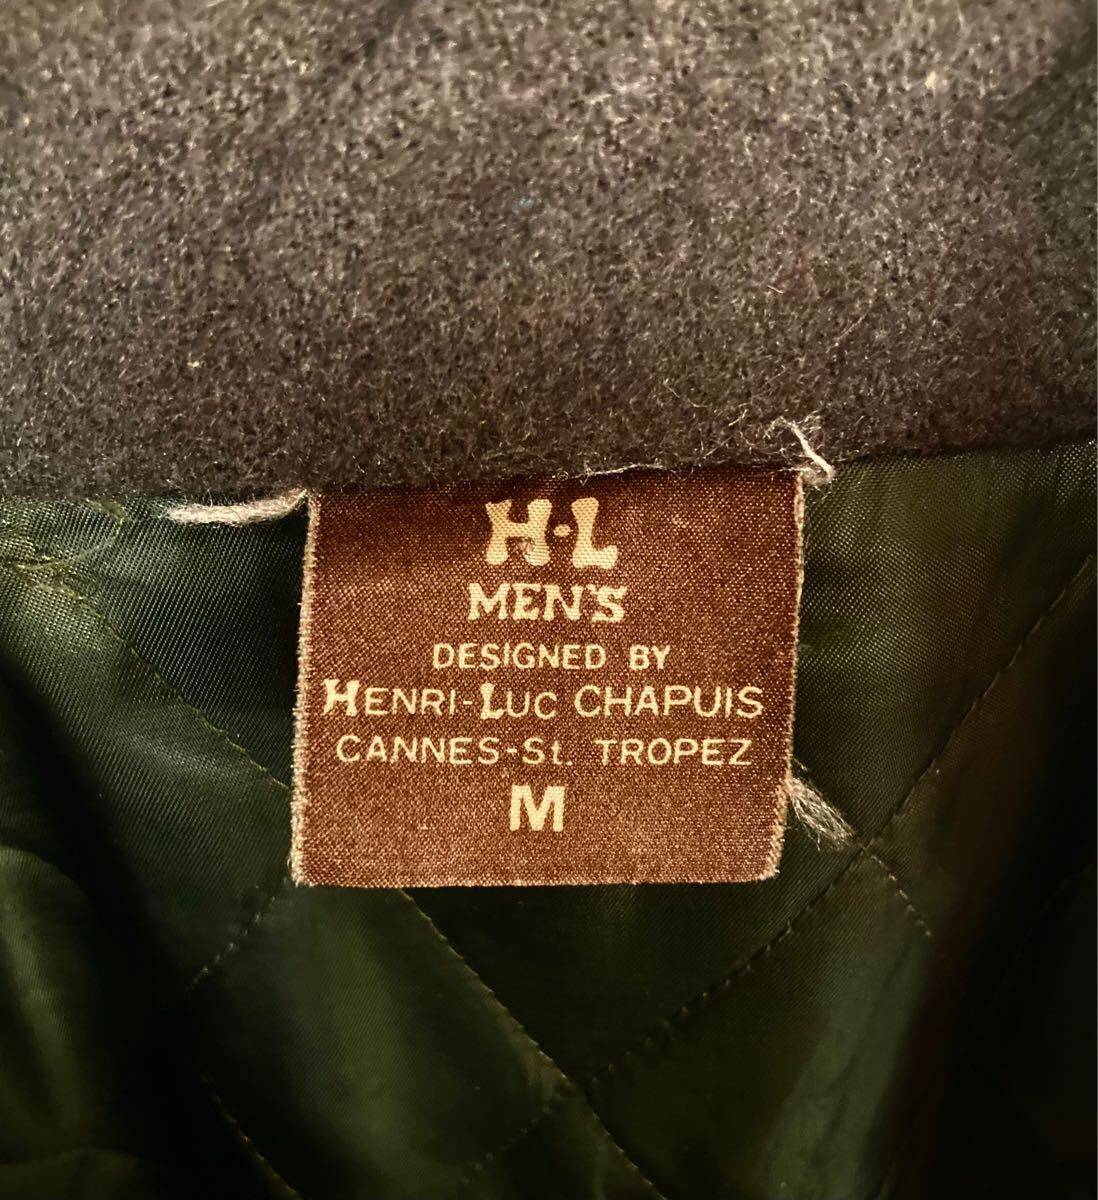 H·L
MEN'S
DESIGNED BY
HENRI-LUC CHAPUIS
CANNES-St. TROPEZ
M